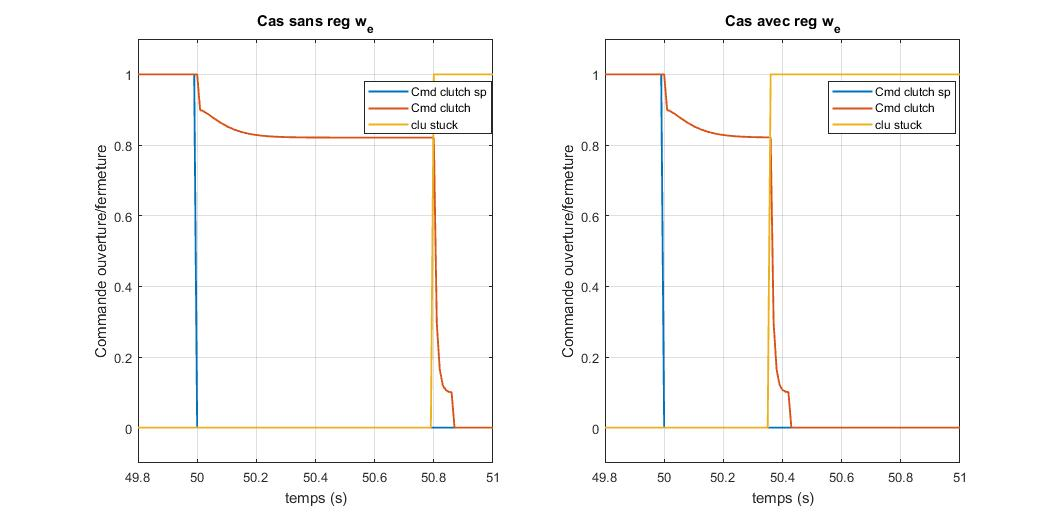 Cas sans reg w_e
Commande ouverture/fermeture
1
0.8
0.6
0.4
0.2
0
49.8 50 50.2 50.4 50.6 50.8 51
temps (s)
Cmd clutch sp
Cmd clutch
clu stuck
Cas avec reg w_e
Commande ouverture/fermeture
1
0.8
0.6
0.4
0.2
0
49.8 50 50.2 50.4 50.6 50.8 51
temps (s)
Cmd clutch sp
Cmd clutch
clu stuck